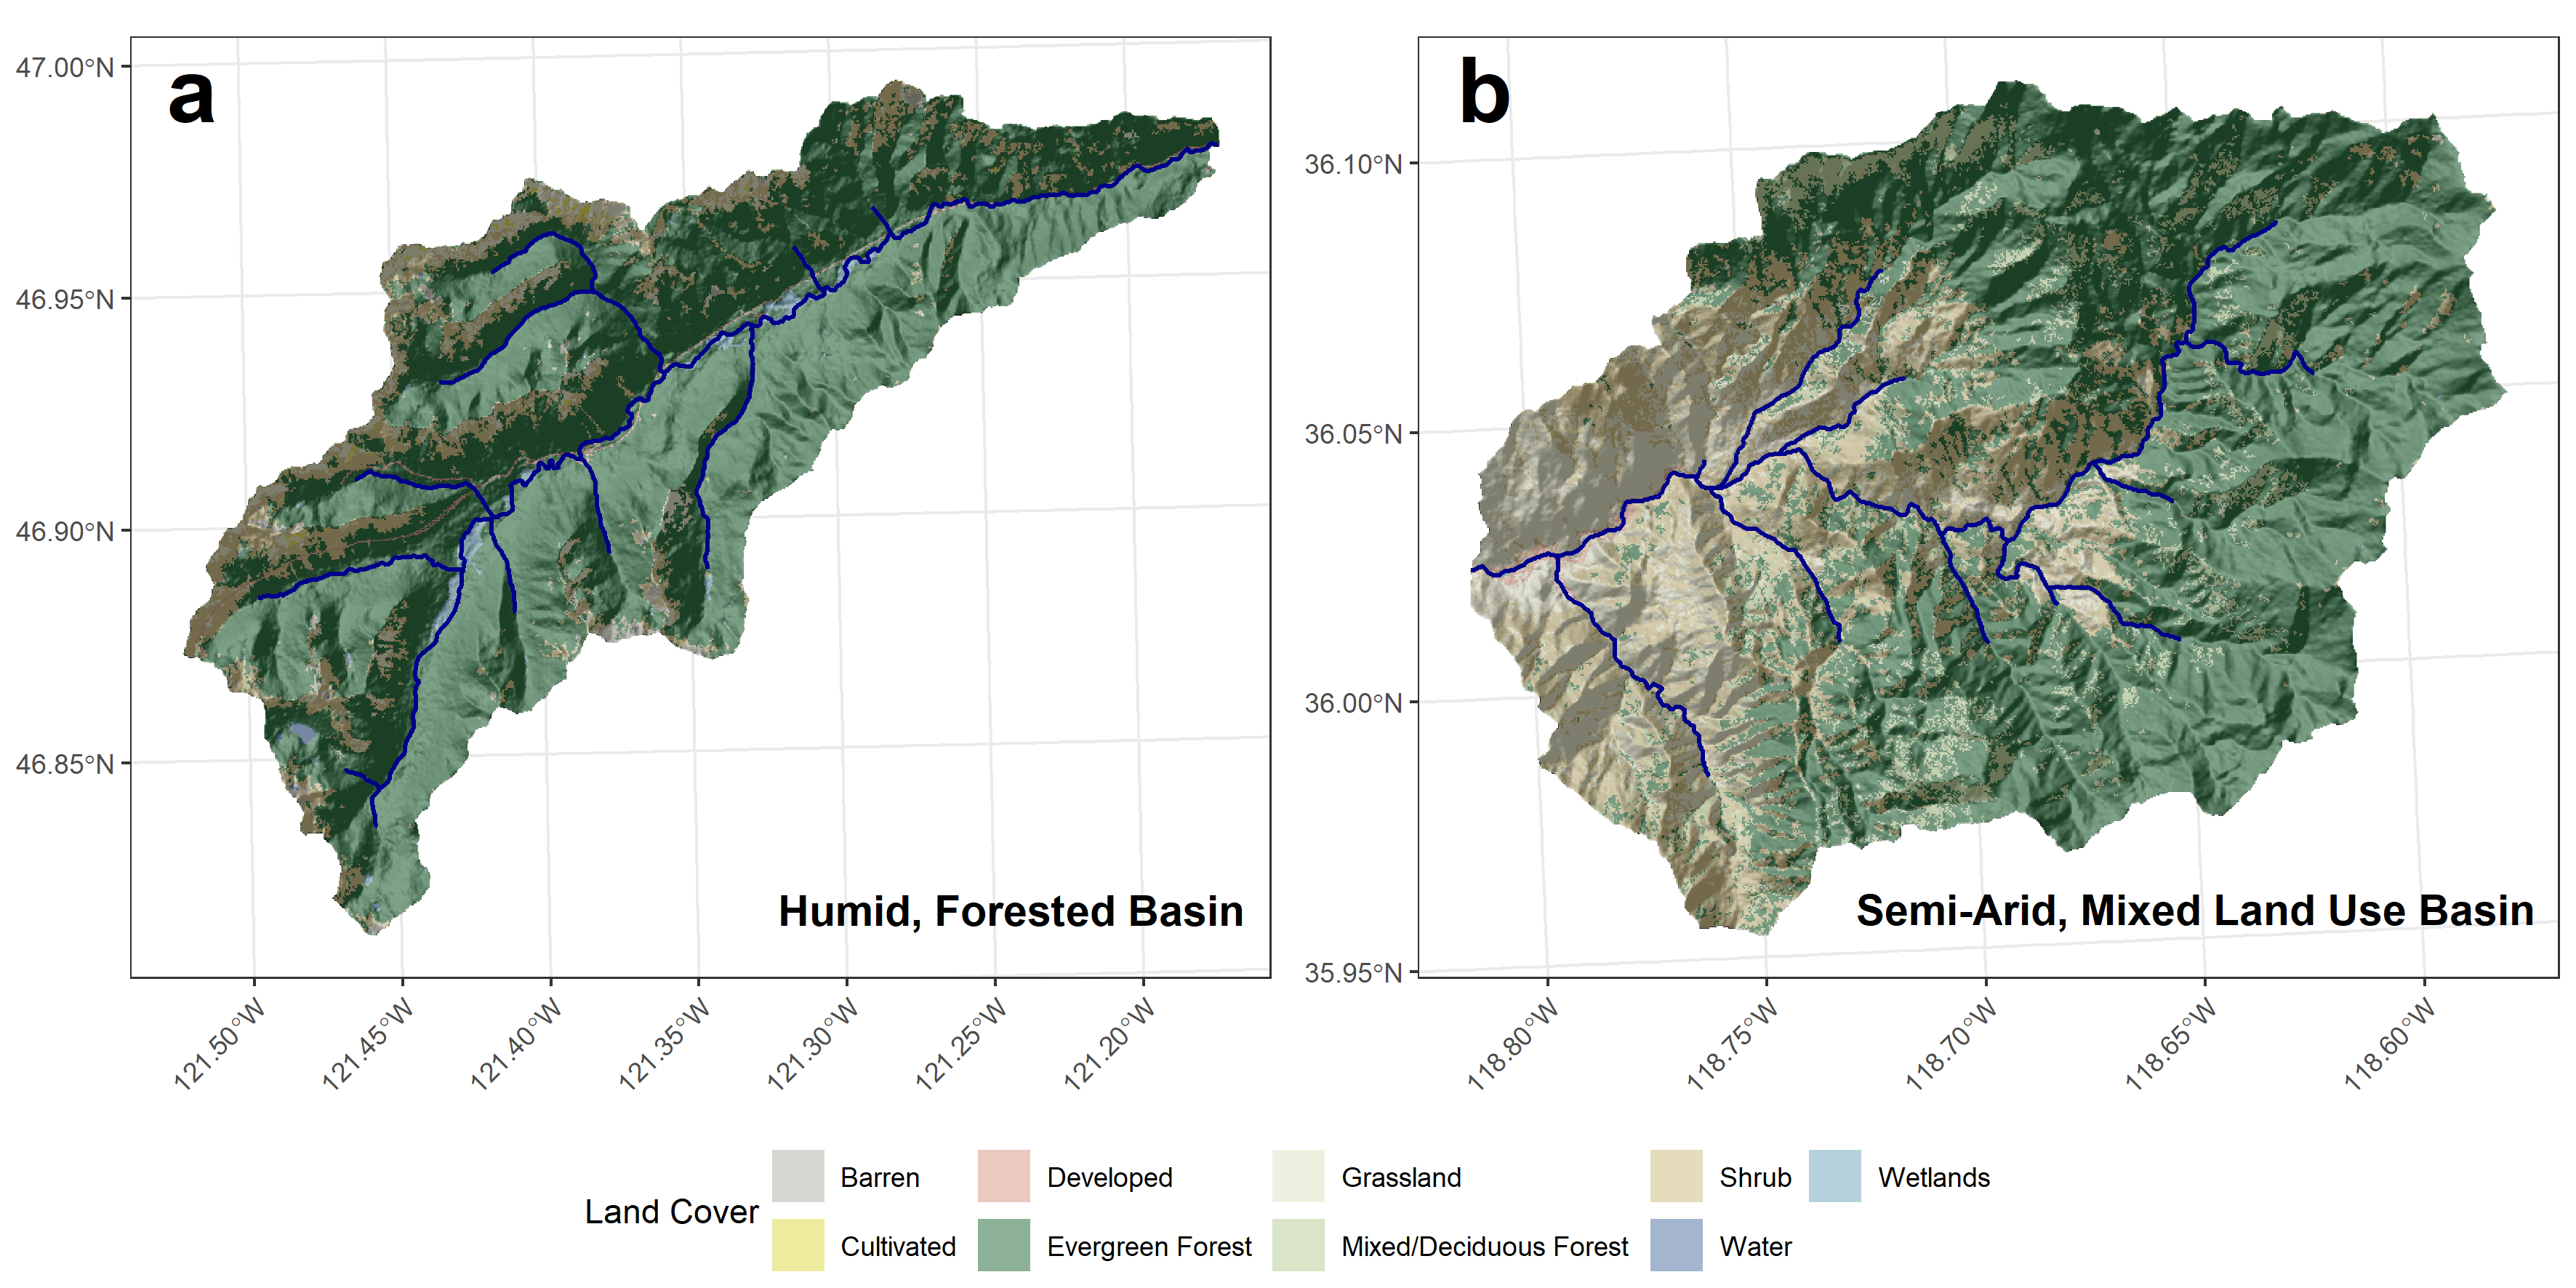 a
47.00°N
46.95°N
46.90°N
46.85°N
121.50°W
121.45°W
121.40°W
121.35°W
121.30°W
121.25°W
121.20°W
Humid, Forested Basin
b
36.10°N
36.05°N
36.00°N
35.95°N
118.80°W
118.75°W
118.70°W
118.65°W
118.60°W
Semi-Arid, Mixed Land Use Basin
Land Cover
Barren
Developed
Grassland
Shrub
Wetlands
Cultivated
Evergreen Forest
Mixed/Deciduous Forest
Water